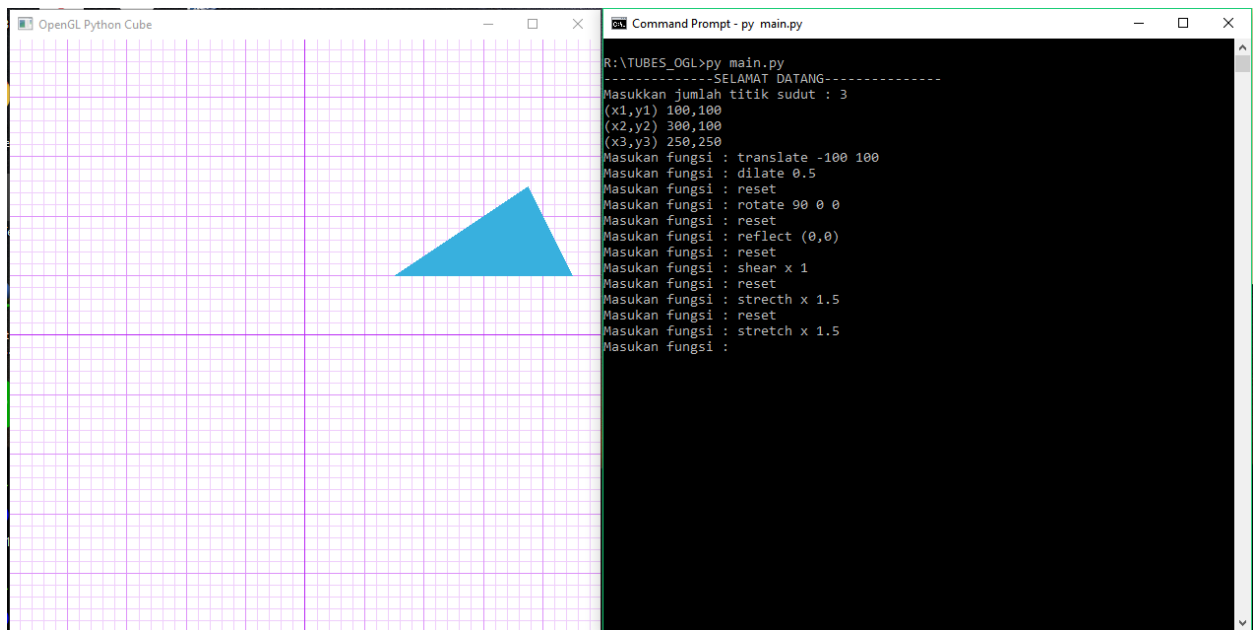 OpenGL Python Cube
Command Prompt - py  main.py
R:\TUBES_OGL>py main.py
--------------SELAMAT DATANG---------------
Masukkan jumlah titik sudut : 3
(x1,y1) 100,100
(x2,y2) 300,100
(x3,y3) 250,250
Masukan fungsi : translate -100 100
Masukan fungsi : dilate 0.5
Masukan fungsi : reset
Masukan fungsi : rotate 90 0 0
Masukan fungsi : reset
Masukan fungsi : reflect (0,0)
Masukan fungsi : reset
Masukan fungsi : shear x 1
Masukan fungsi : reset
Masukan fungsi : strecth x 1.5
Masukan fungsi : reset
Masukan fungsi : stretch x 1.5
Masukan fungsi :